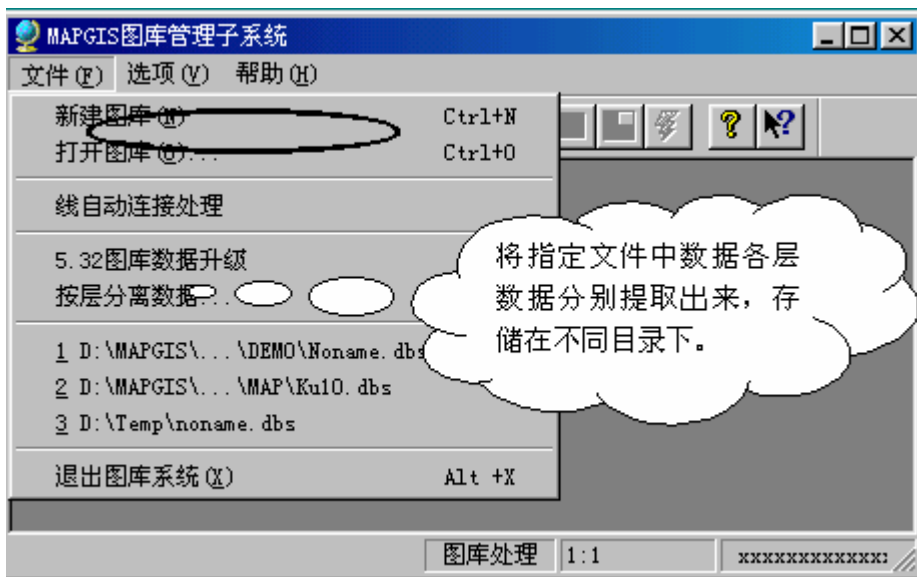 MAPGIS图库管理子系统
文件(F) 选项(V) 帮助(H)
新建图库(N) Ctrl+N
打开图库(O)... Ctrl+O
线自动连接处理
5.32图库数据升级
按层分离数据...
1 D:\MAPGIS\...\DEMO\Noname.dbs
2 D:\MAPGIS\...\MAP\Ku10.dbs
3 D:\Temp\noname.dbs
退出图库系统(X) Alt +X
将指定文件中数据各层
数据分别提取出来，存
储在不同目录下。
图库处理 1:1 xxxxxxxxxxxxx: